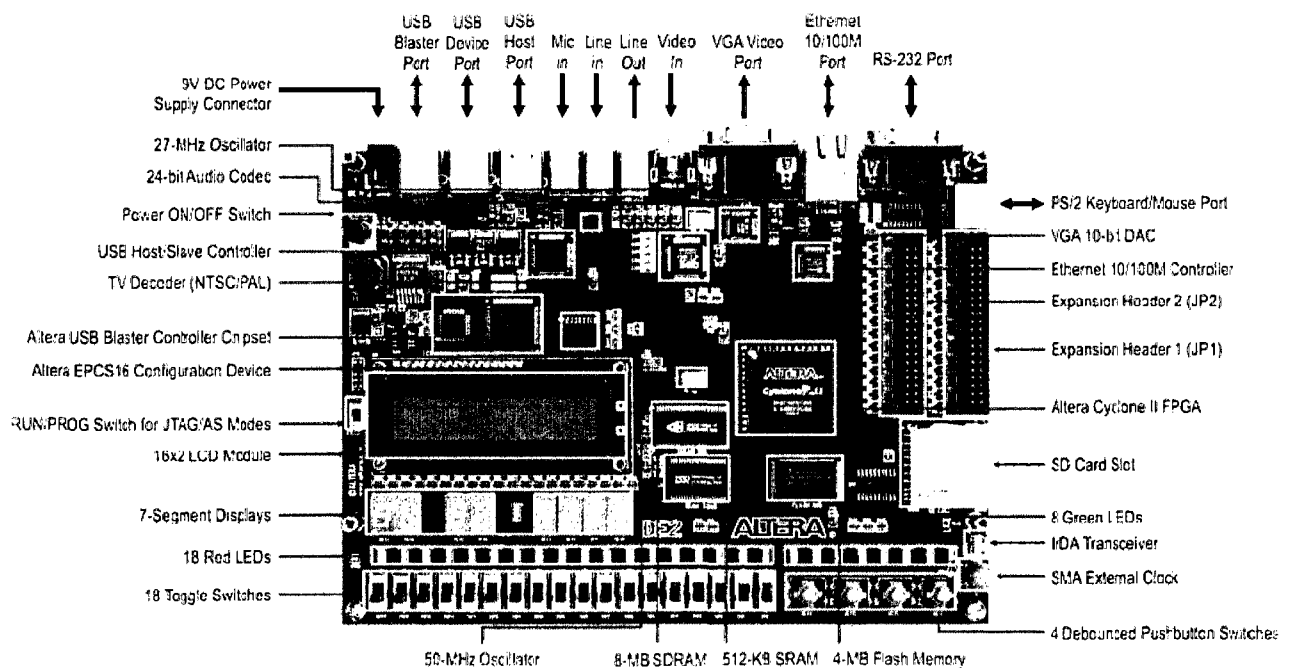 USB Blaster Port
USB Device Port
USB Host Port
Mic in
Line in
Line Out
Video In
VGA Video Port
Ethernet 10/100M Port
RS-232 Port
9V DC Power
Supply Connector
27-MHz Oscillator
24-bit Audio Codec
Power ON/OFF Switch
USB Host/Slave Controller
TV Decoder (NTSC/PAL)
Altera USB Blaster Controller Chipset
Altera EPCS16 Configuration Device
RUN/PROG Switch for JTAG/AS Modes
16x2 LCD Module
7-Segment Displays
18 Red LEDs
18 Toggle Switches
PS/2 Keyboard/Mouse Port
VGA 10-bit DAC
Ethernet 10/100M Controller
Expansion Header 2 (JP2)
Expansion Header 1 (JP1)
Altera Cyclone II FPGA
SD Card Slot
8 Green LEDs
IrDA Transceiver
SMA External Clock
4 Debounced Pushbutton Switches
50-MHz Oscillator
8-MB SDRAM
512-KB SRAM
4-MB Flash Memory
ALTERA
Cyclone II
DE2
ALTERA